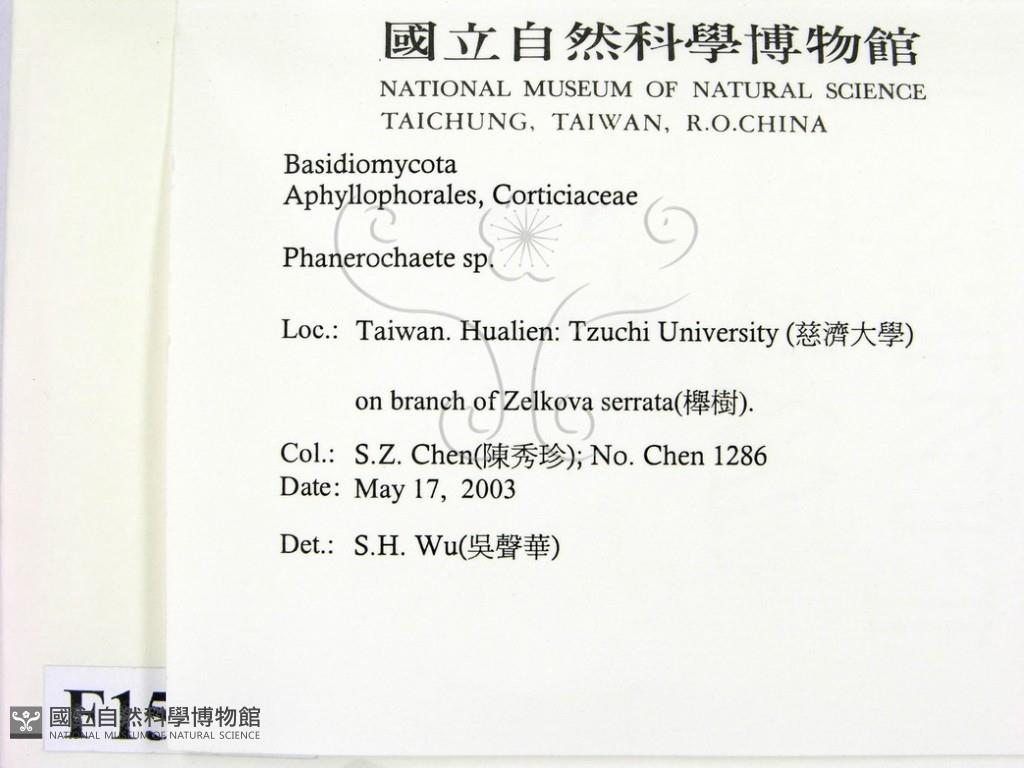 國立自然科學博物館
NATIONAL MUSEUM OF NATURAL SCIENCE
TAICHUNG, TAIWAN, R.O.CHINA
Basidiomycota
Aphyllophorales, Corticiaceae
Phanerochaete sp.
Loc.: Taiwan. Hualien: Tzuchi University (慈濟大學)
on branch of Zelkova serrata(櫸樹).
Col.: S.Z. Chen(陳秀珍); No. Chen 1286
Date: May 17, 2003
Det.: S.H. Wu(吳聲華)
F15
國立自然科學博物館
NATIONAL MUSEUM OF NATURAL SCIENCE